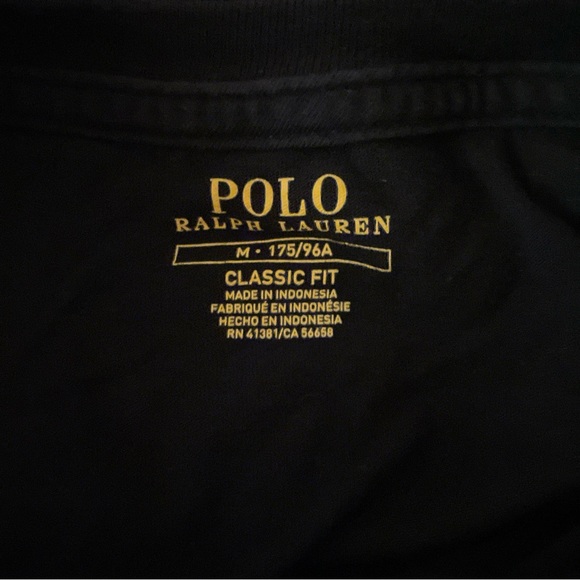 POLO
RALPH LAUREN
M • 175/96A
CLASSIC FIT
MADE IN INDONESIA
FABRIQUÉ EN INDONÉSIE
HECHO EN INDONESIA
RN 41381/CA 56658